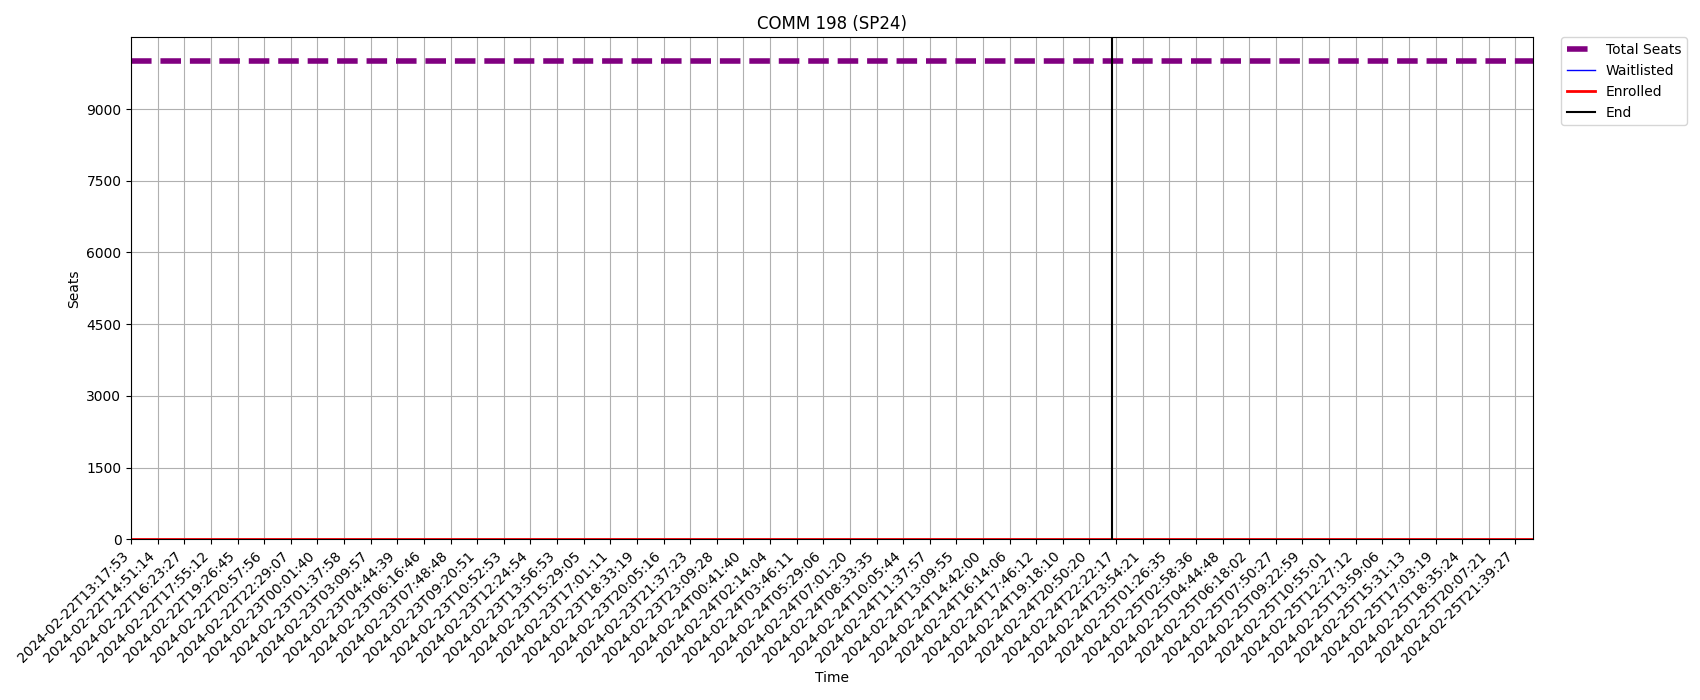 COMM 198 (SP24)
Total Seats
Waitlisted
Enrolled
End
9000
7500
6000
4500
3000
1500
0
Seats
2024-02-22T13:17:53
2024-02-22T14:51:14
2024-02-22T16:23:27
2024-02-22T17:55:12
2024-02-22T19:26:45
2024-02-22T20:57:56
2024-02-22T22:29:07
2024-02-23T00:01:40
2024-02-23T01:37:58
2024-02-23T03:09:57
2024-02-23T04:44:39
2024-02-23T06:16:46
2024-02-23T07:48:48
2024-02-23T09:20:51
2024-02-23T10:52:53
2024-02-23T12:24:54
2024-02-23T13:56:53
2024-02-23T15:29:05
2024-02-23T17:01:11
2024-02-23T18:33:19
2024-02-23T20:05:16
2024-02-23T21:37:23
2024-02-23T23:09:28
2024-02-24T00:41:40
2024-02-24T02:14:04
2024-02-24T03:46:11
2024-02-24T05:29:06
2024-02-24T07:01:20
2024-02-24T08:33:35
2024-02-24T10:05:44
2024-02-24T11:37:57
2024-02-24T13:09:55
2024-02-24T14:42:00
2024-02-24T16:14:06
2024-02-24T17:46:12
2024-02-24T19:18:10
2024-02-24T20:50:20
2024-02-24T22:22:17
2024-02-24T23:54:21
2024-02-25T01:26:35
2024-02-25T02:58:36
2024-02-25T04:44:48
2024-02-25T06:18:02
2024-02-25T07:50:27
2024-02-25T09:22:59
2024-02-25T10:55:01
2024-02-25T12:27:12
2024-02-25T13:59:06
2024-02-25T15:31:13
2024-02-25T17:03:19
2024-02-25T18:35:24
2024-02-25T20:07:21
2024-02-25T21:39:27
Time